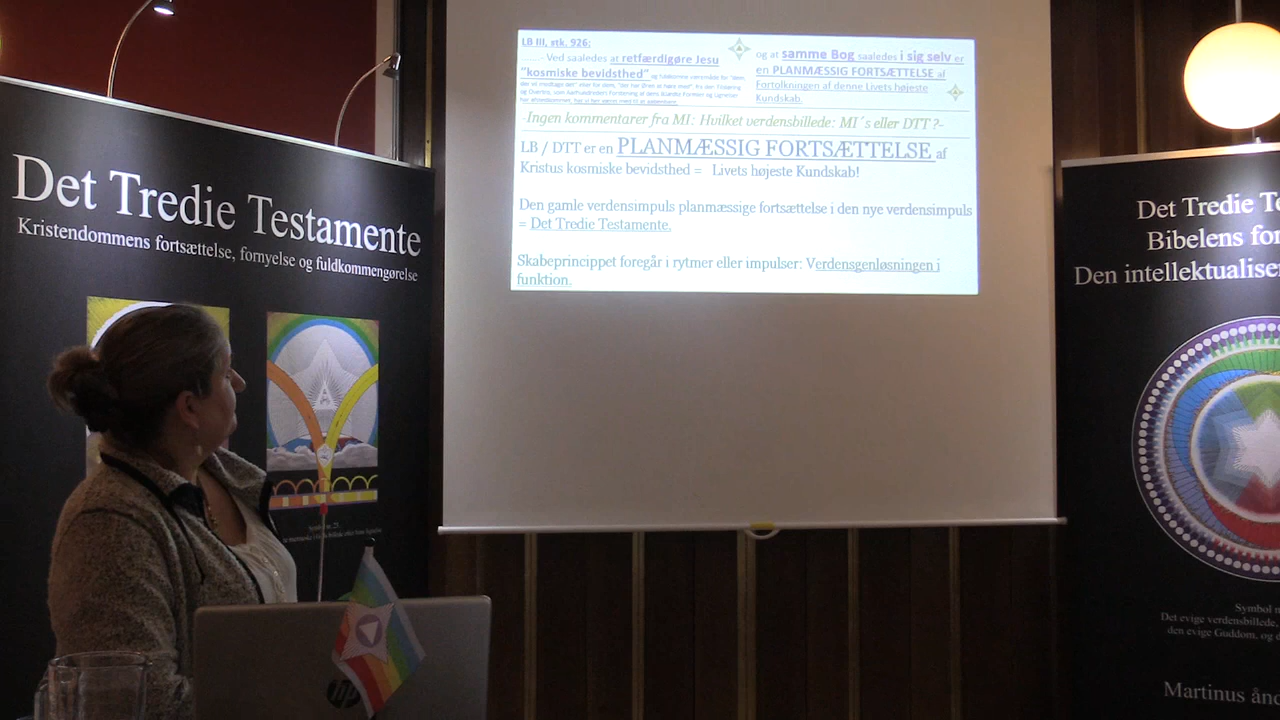 Det Tredie Testamente
Kristendommens fortsættelse, fornyelse og fuldkommengørelse
LB III, stk. 926:
Ved saaledes at retfærdigøre Jesu
"kosmiske bevidsthed"
og at samme Bog saaledes i sig selv er
en PLANMÆSSIG FORTSÆTTELSE af
Fortolkningen af denne Livets højeste
Kundskab.
-Ingen kommentarer fra MI: Hvilket verdensbillede: MI´s eller DTT ?-
LB / DTT er en PLANMÆSSIG FORTSÆTTELSE af
Kristus kosmiske bevidsthed = Livets højeste Kundskab!
Den gamle verdensimpuls planmæssige fortsættelse i den nye verdensimpuls
= Det Tredie Testamente.
Skabeprincippet foregår i rytmer eller impulser: Verdensgenløsningen i
funktion.
Det Tredie Te
Bibelens for
Den intellektualise
Symbol n
Det evige verdensbillede,
den evige Guddom, og d
Martinus ånd
hp